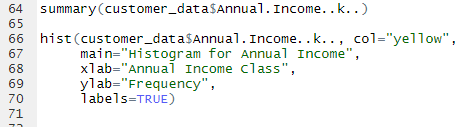 64 summary(customer_data$Annual.Income..k..)
65
66 hist(customer_data$Annual.Income..k.., col="yellow",
67 main="Histogram for Annual Income",
68 xlab="Annual Income Class",
69 ylab="Frequency",
70 labels=TRUE)
71
72